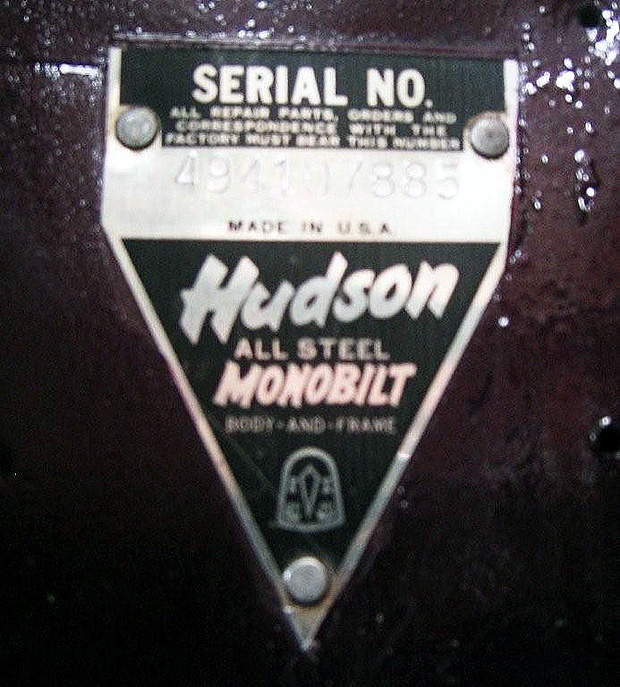 SERIAL NO.
ALL REPAIR PARTS, ORDERS AND
CORRESPONDENCE WITH THE
FACTORY MUST BEAR THIS NUMBER
MADE IN U.S.A.
Hudson
ALL STEEL
MONOBILT
BODY-AND-FRAME